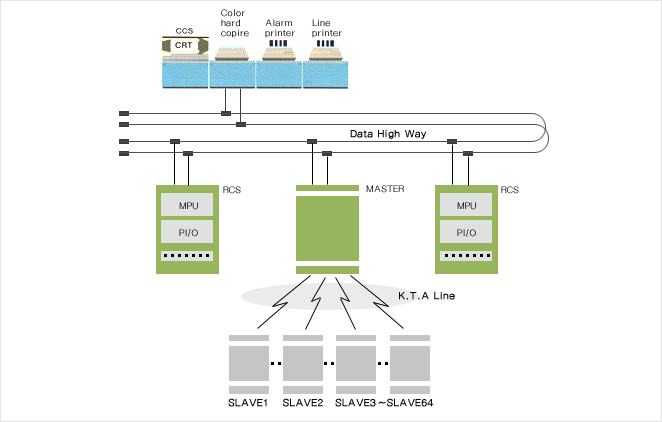 CCS
CRT
Color
hard
copire
Alarm
printer
Line
printer
Data High Way
RCS
MPU
PI/O
MASTER
RCS
MPU
PI/O
K.T.A Line
SLAVE1
SLAVE2
SLAVE3~SLAVE64